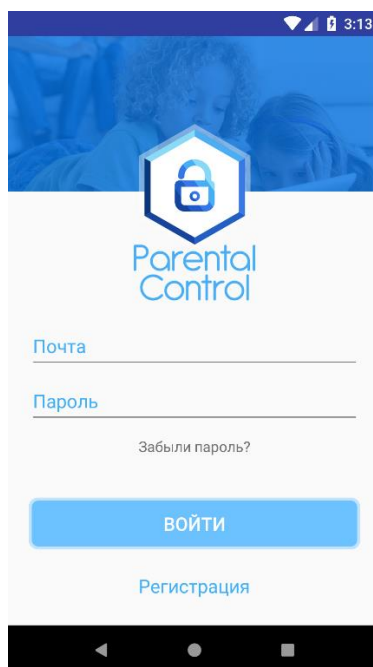 3:13
Parental
Control
Почта
Пароль
Забыли пароль?
ВОЙТИ
Регистрация